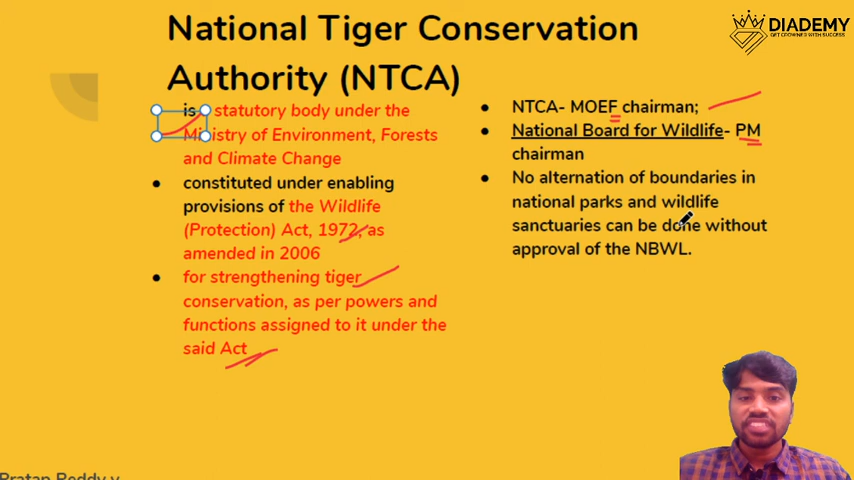 National Tiger Conservation
Authority (NTCA)
is statutory body under the
Ministry of Environment, Forests
and Climate Change
● constituted under enabling
provisions of the Wildlife
(Protection) Act, 1972, as
amended in 2006
● for strengthening tiger
conservation, as per powers and
functions assigned to it under the
said Act
● NTCA- MOEF chairman;
● National Board for Wildlife- PM
chairman
● No alternation of boundaries in
national parks and wildlife
sanctuaries can be done without
approval of the NBWL.
DIADEMY
GET CROWNED WITH SUCCESS
Pratap Reddy y